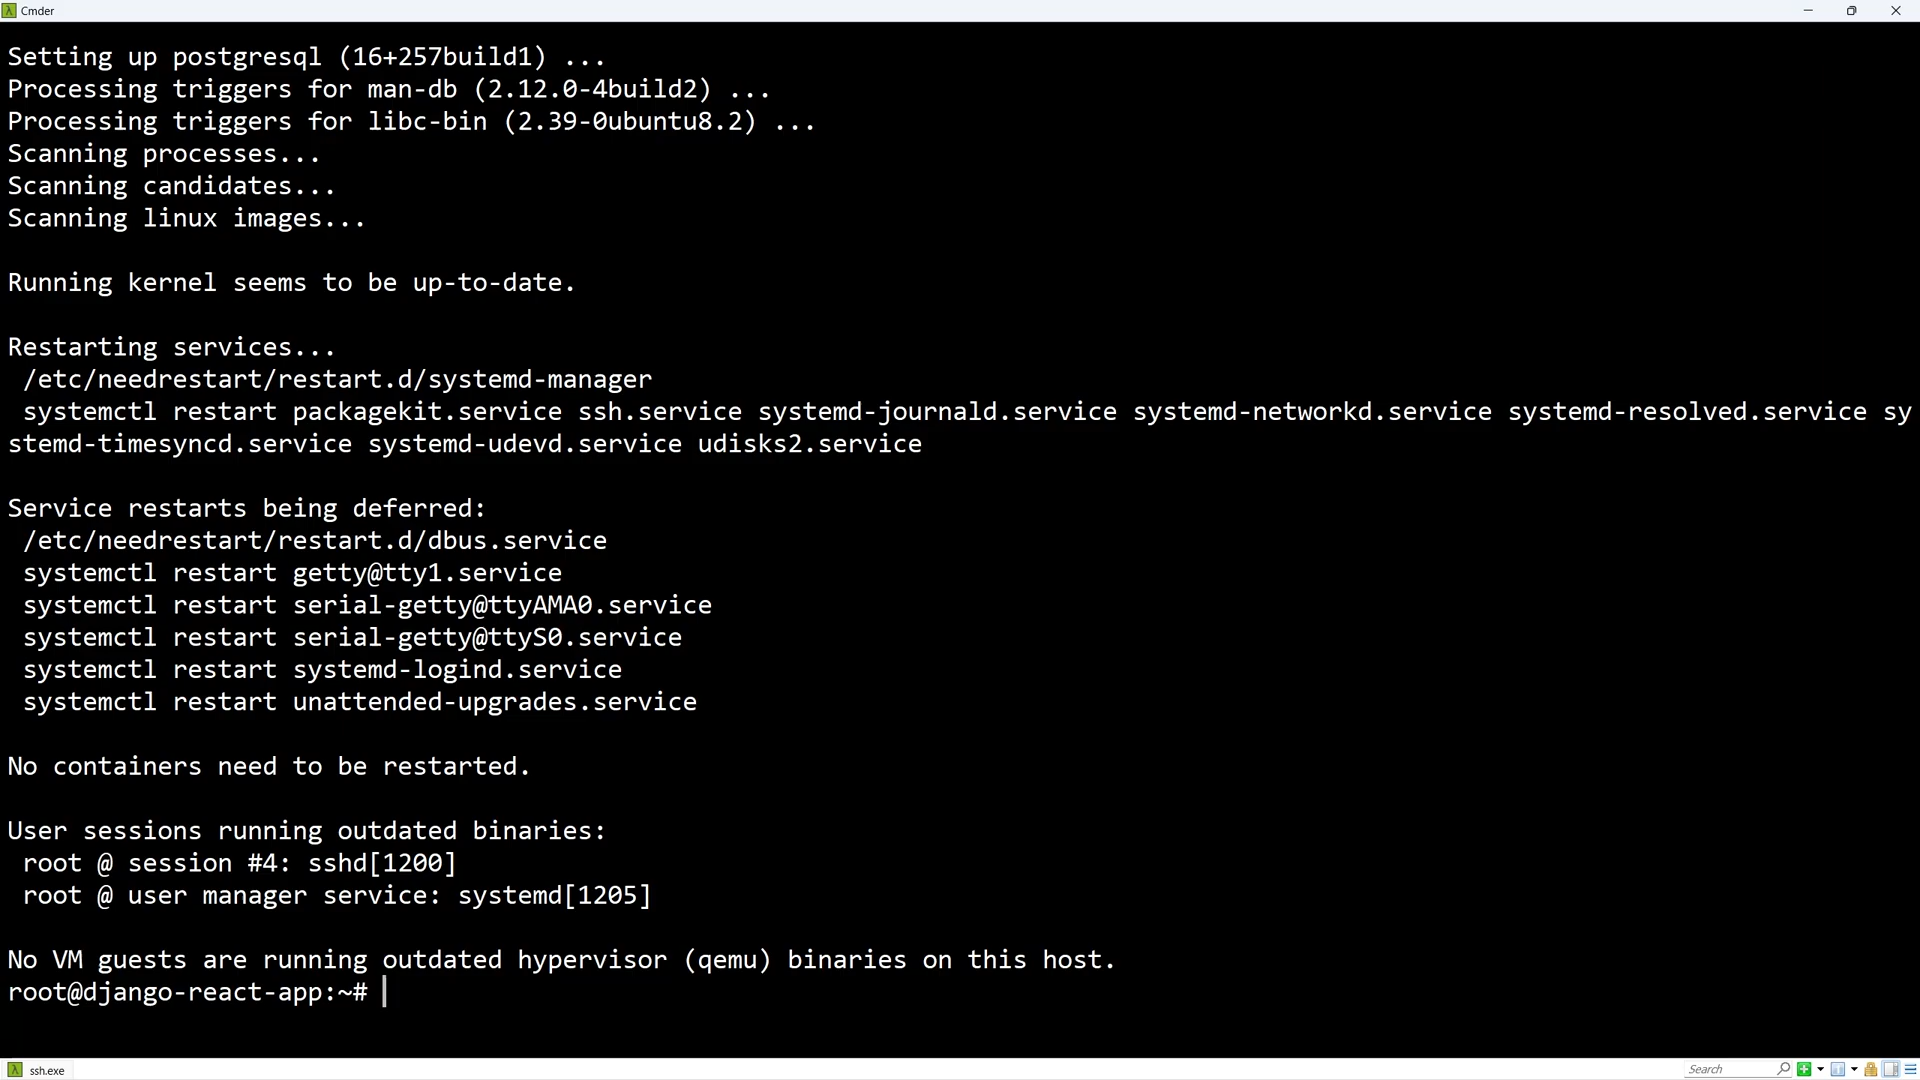 Cmder
Setting up postgresql (16+257build1) ...
Processing triggers for man-db (2.12.0-4build2) ...
Processing triggers for libc-bin (2.39-0ubuntu8.2) ...
Scanning processes...
Scanning candidates...
Scanning linux images...
Running kernel seems to be up-to-date.
Restarting services...
/etc/needrestart/restart.d/systemd-manager
systemctl restart packagekit.service ssh.service systemd-journald.service systemd-networkd.service systemd-resolved.service sy
stemd-timesyncd.service systemd-udevd.service udisks2.service
Service restarts being deferred:
/etc/needrestart/restart.d/dbus.service
systemctl restart getty@tty1.service
systemctl restart serial-getty@ttyAMA0.service
systemctl restart serial-getty@ttyS0.service
systemctl restart systemd-logind.service
systemctl restart unattended-upgrades.service
No containers need to be restarted.
User sessions running outdated binaries:
root @ session #4: sshd[1200]
root @ user manager service: systemd[1205]
No VM guests are running outdated hypervisor (qemu) binaries on this host.
root@django-react-app:~#
ssh.exe
Search